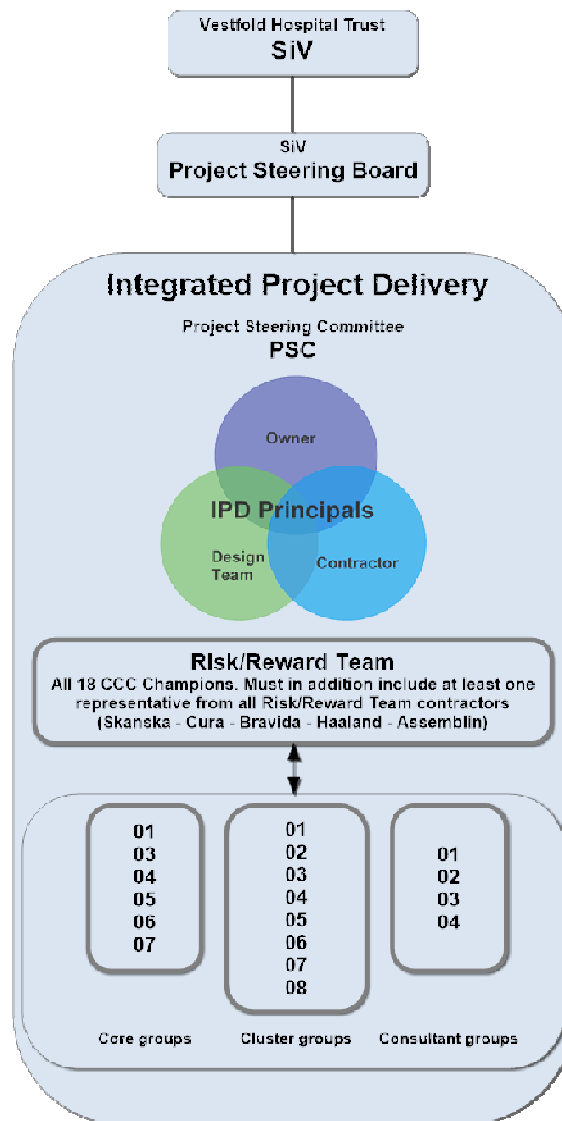 Vestfold Hospital Trust
SiV
SiV
Project Steering Board
Integrated Project Delivery
Project Steering Committee
PSC
Owner
IPD Principals
Design
Team
Contractor
Risk/Reward Team
All 18 CCC Champions. Must in addition include at least one
representative from all Risk/Reward Team contractors
(Skanska - Cura - Bravida - Haaland - Assemblin)
01
03
04
05
06
07
Core groups
01
02
03
04
05
06
07
08
Cluster groups
01
02
03
04
Consultant groups